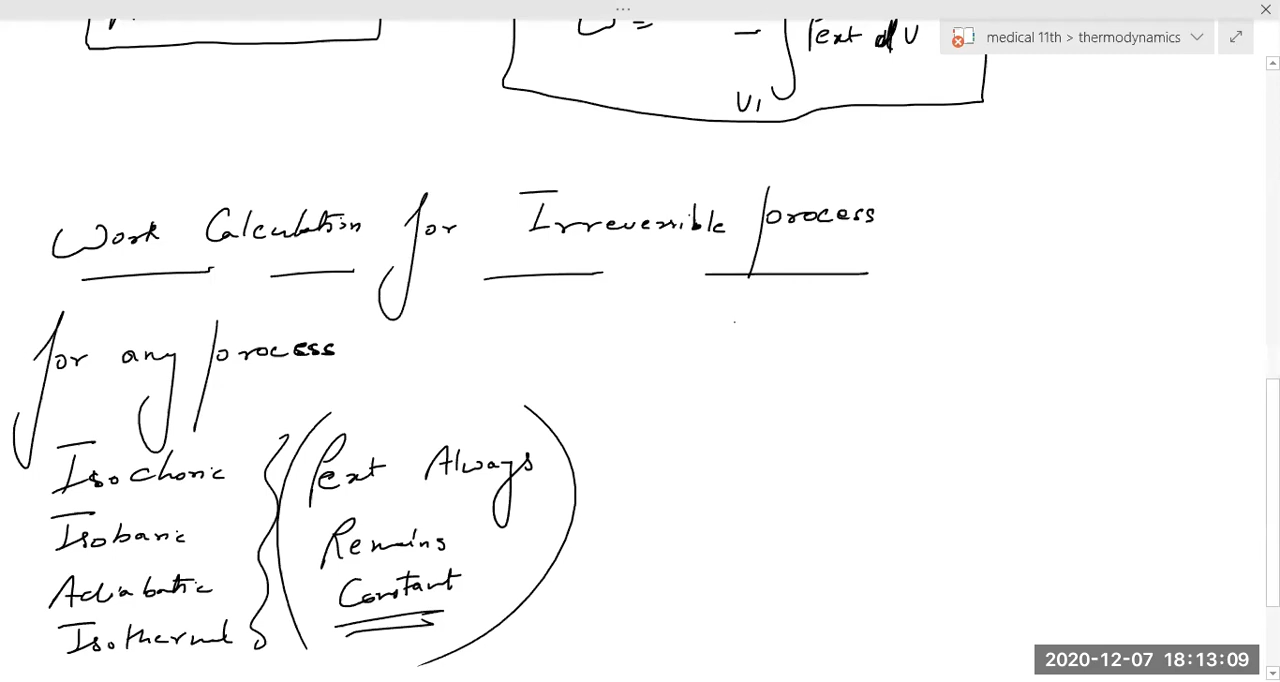 W = - ∫ Pext dV
V1
medical 11th > thermodynamics
Work Calculation for Irreversible process
for any process
Isochoric
Isobaric
Adiabatic
Isothermal
Pext Always
Remains
Constant
2020-12-07 18:13:09